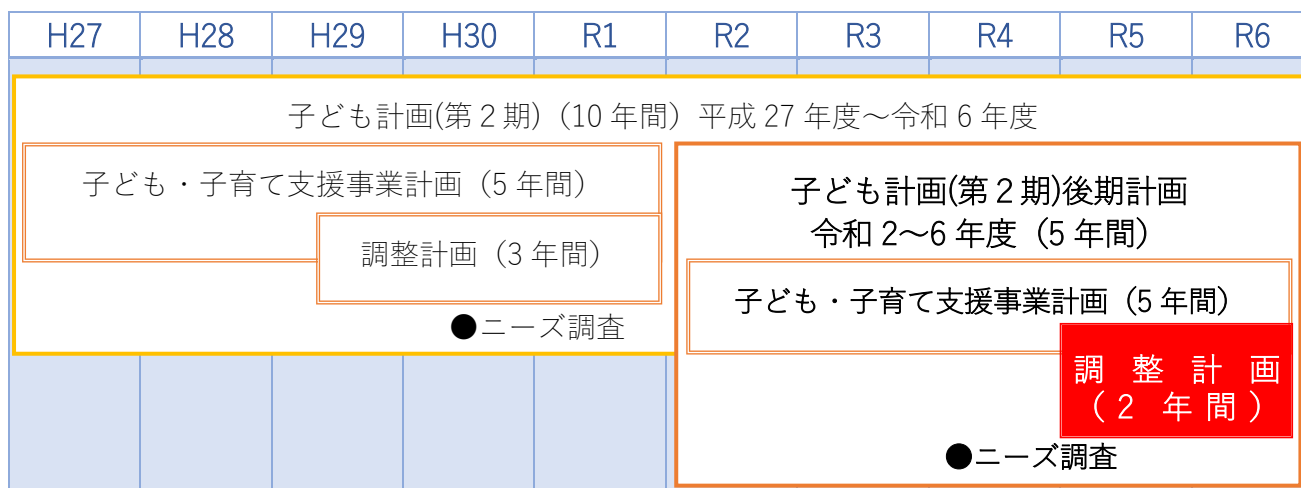 H27 H28 H29 H30 R1 R2 R3 R4 R5 R6
子ども計画(第2期)（10年間）平成27年度～令和6年度
子ども・子育て支援事業計画（5年間）
調整計画（3年間）
●ニーズ調査
子ども計画(第2期)後期計画
令和2～6年度（5年間）
子ども・子育て支援事業計画（5年間）
調整計画
（2年間）
●ニーズ調査